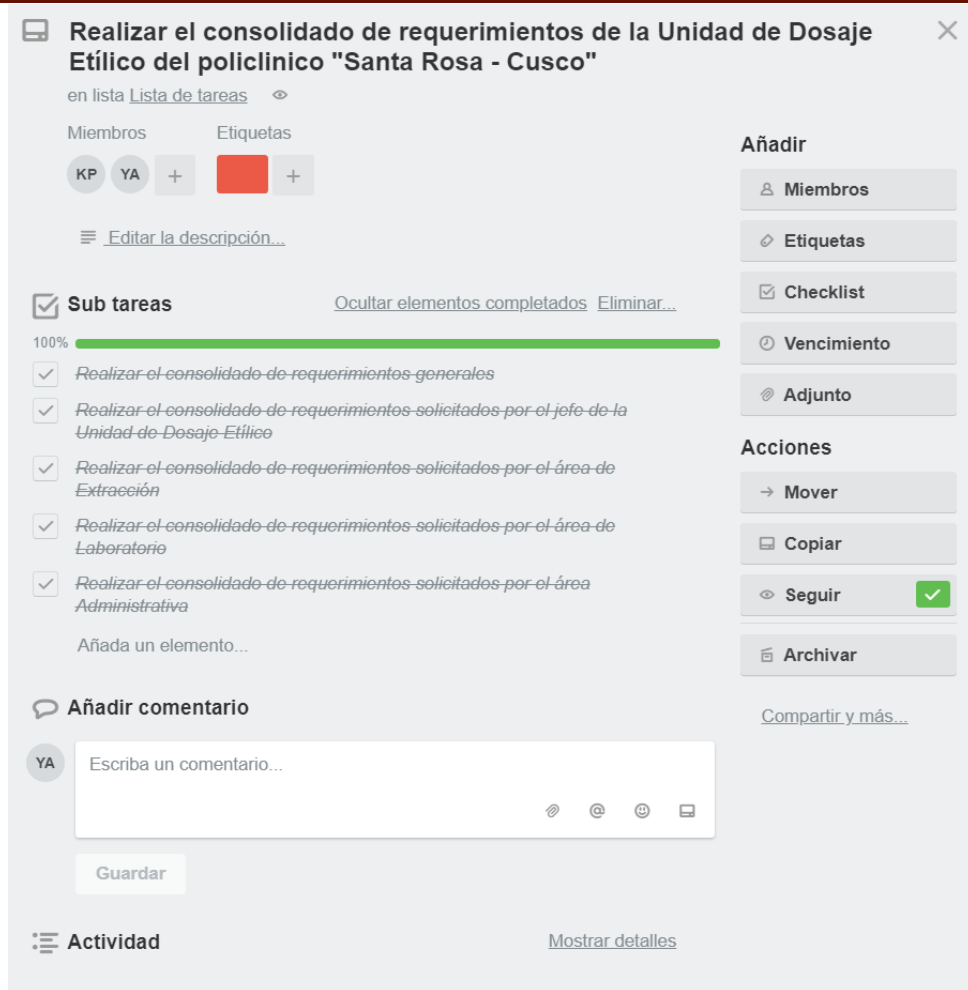 Realizar el consolidado de requerimientos de la Unidad de Dosaje
Etílico del policlinico "Santa Rosa - Cusco"
en lista Lista de tareas
Miembros
Etiquetas
KP
YA
+
+
Editar la descripción...
Sub tareas
Ocultar elementos completados
Eliminar...
100%
Realizar el consolidado de requerimientos generales
Realizar el consolidado de requerimientos solicitados por el jefe de la
Unidad de Dosaje Etílico
Realizar el consolidado de requerimientos solicitados por el área de
Extracción
Realizar el consolidado de requerimientos solicitados por el área de
Laboratorio
Realizar el consolidado de requerimientos solicitados por el área
Administrativa
Añada un elemento...
Añadir comentario
YA
Escriba un comentario...
@
Guardar
Actividad
Mostrar detalles
Añadir
Miembros
Etiquetas
Checklist
Vencimiento
Adjunto
Acciones
Mover
Copiar
Seguir
Archivar
Compartir y más...